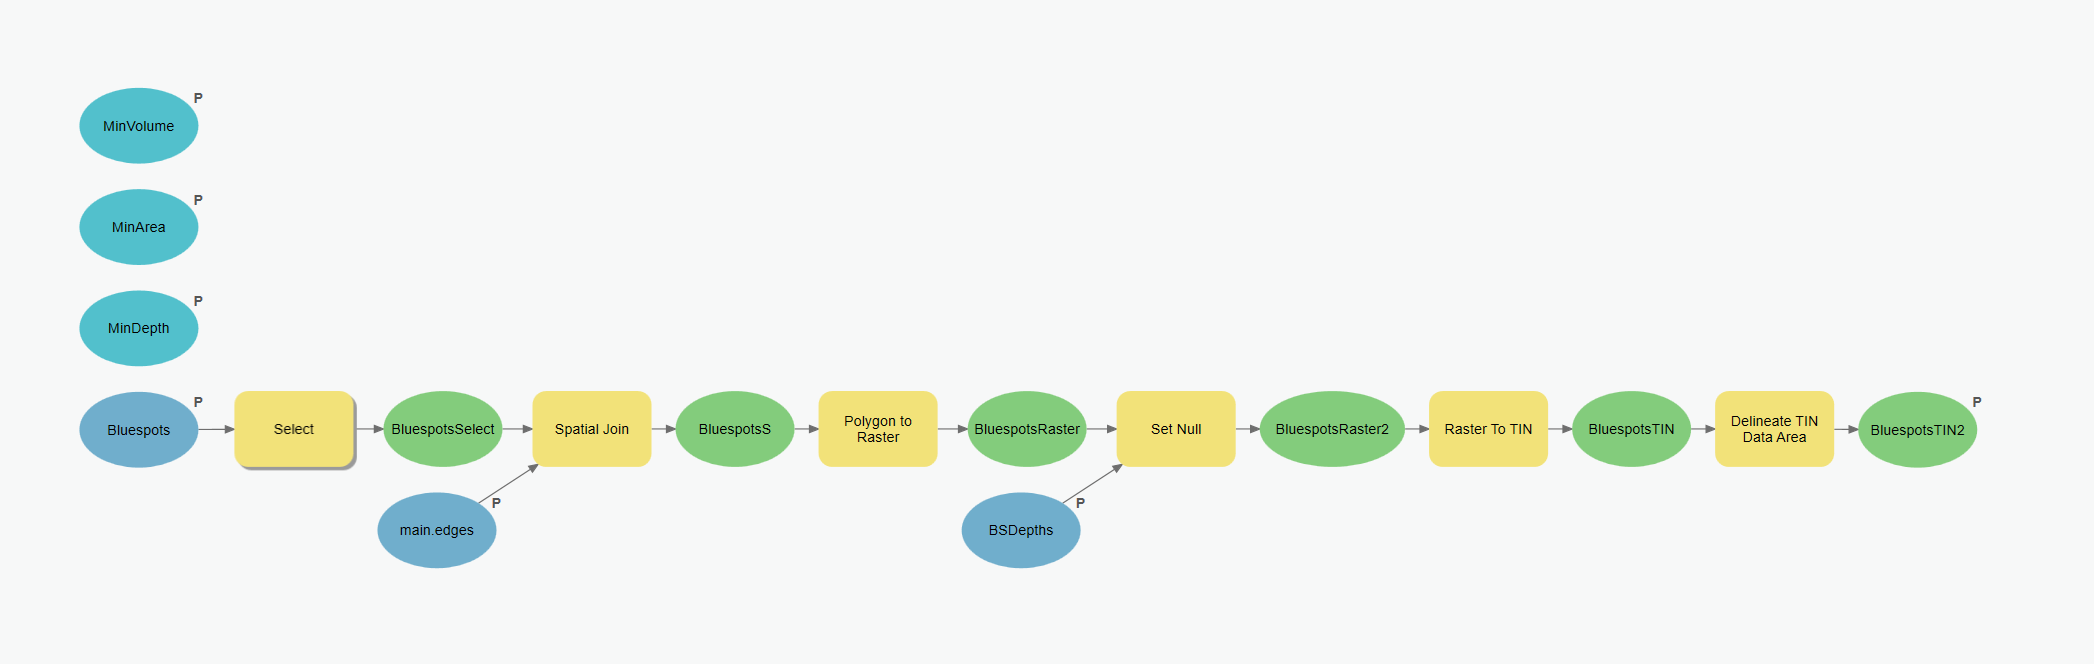 P
MinVolume
P
MinArea
P
MinDepth
P
Bluespots
Select
BluespotsSelect
Spatial Join
BluespotsS
Polygon to
Raster
BluespotsRaster
Set Null
BluespotsRaster2
Raster To TIN
BluespotsTIN
Delineate TIN
Data Area
P
BluespotsTIN2
P
main.edges
P
BSDepths